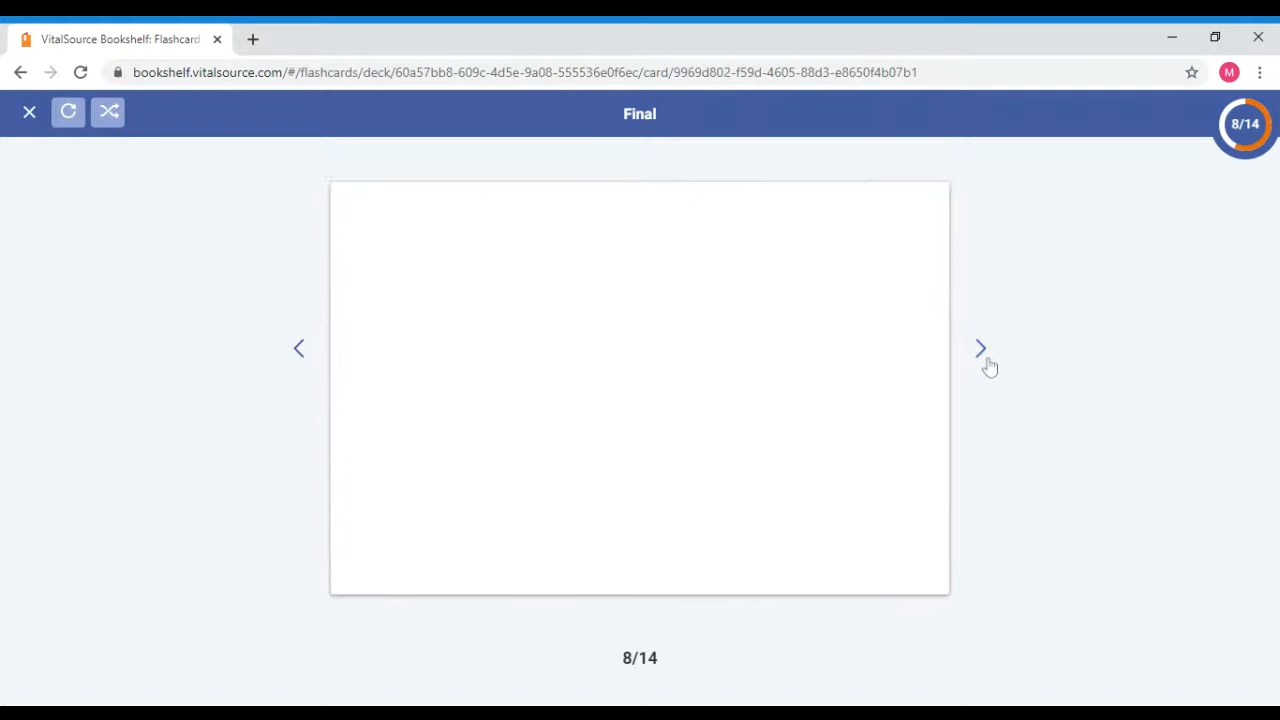 VitalSource Bookshelf: Flashcard
bookshelf.vitalsource.com/#/flashcards/deck/60a57bb8-609c-4d5e-9a08-555536e0f6ec/card/9969d802-f59d-4605-88d3-e8650f4b07b1
M
Final
8/14
8/14